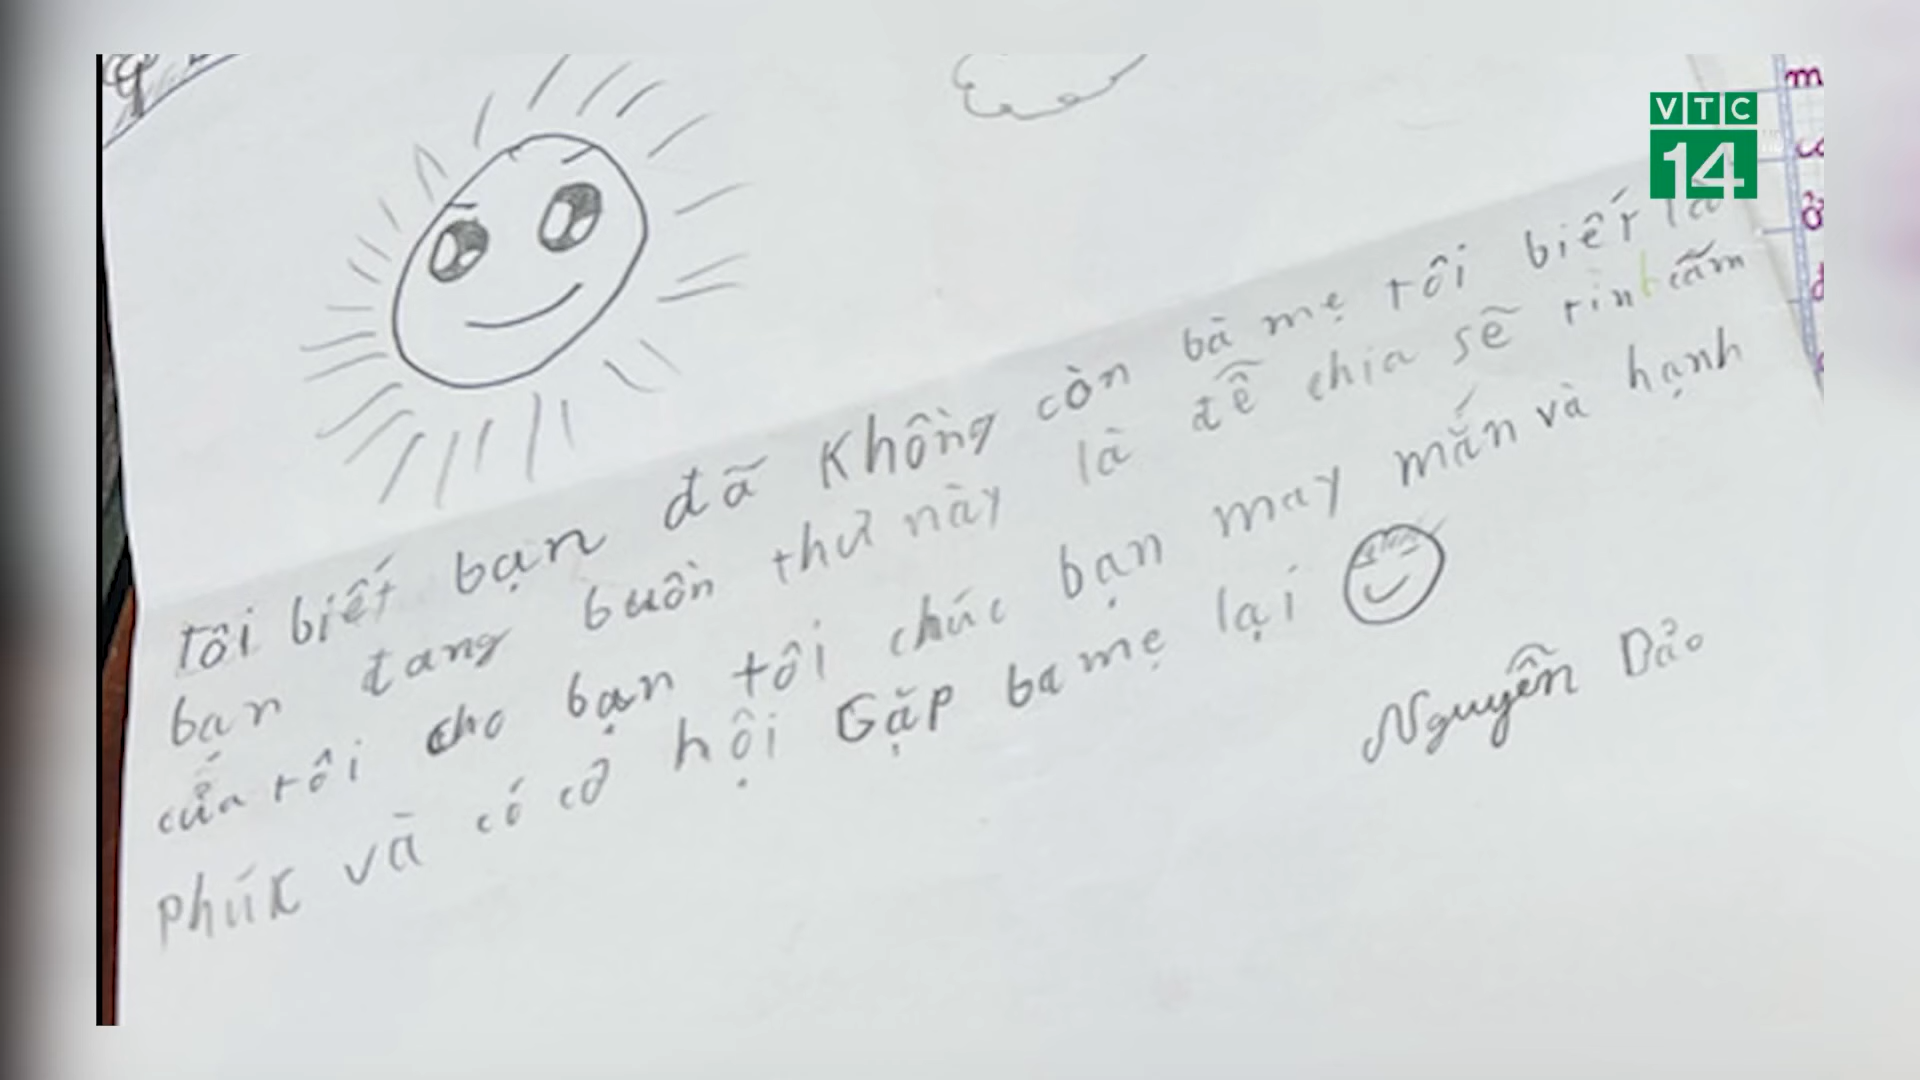 VTC
14
Tôi biết bạn đã Không còn bà mẹ tôi biết là
bạn đang buồn thư này là để chia sẽ tình cảm
của tôi cho bạn tôi chúc bạn may mắn và hạnh
phúc và có cơ hội Gặp ba mẹ lại
Nguyễn Dảo